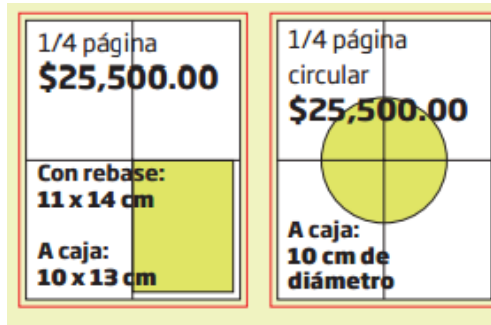 1/4 página
$25,500.00
Con rebase:
11 x 14 cm
A caja:
10 x 13 cm
1/4 página
circular
$25,500.00
A caja:
10 cm de
diámetro